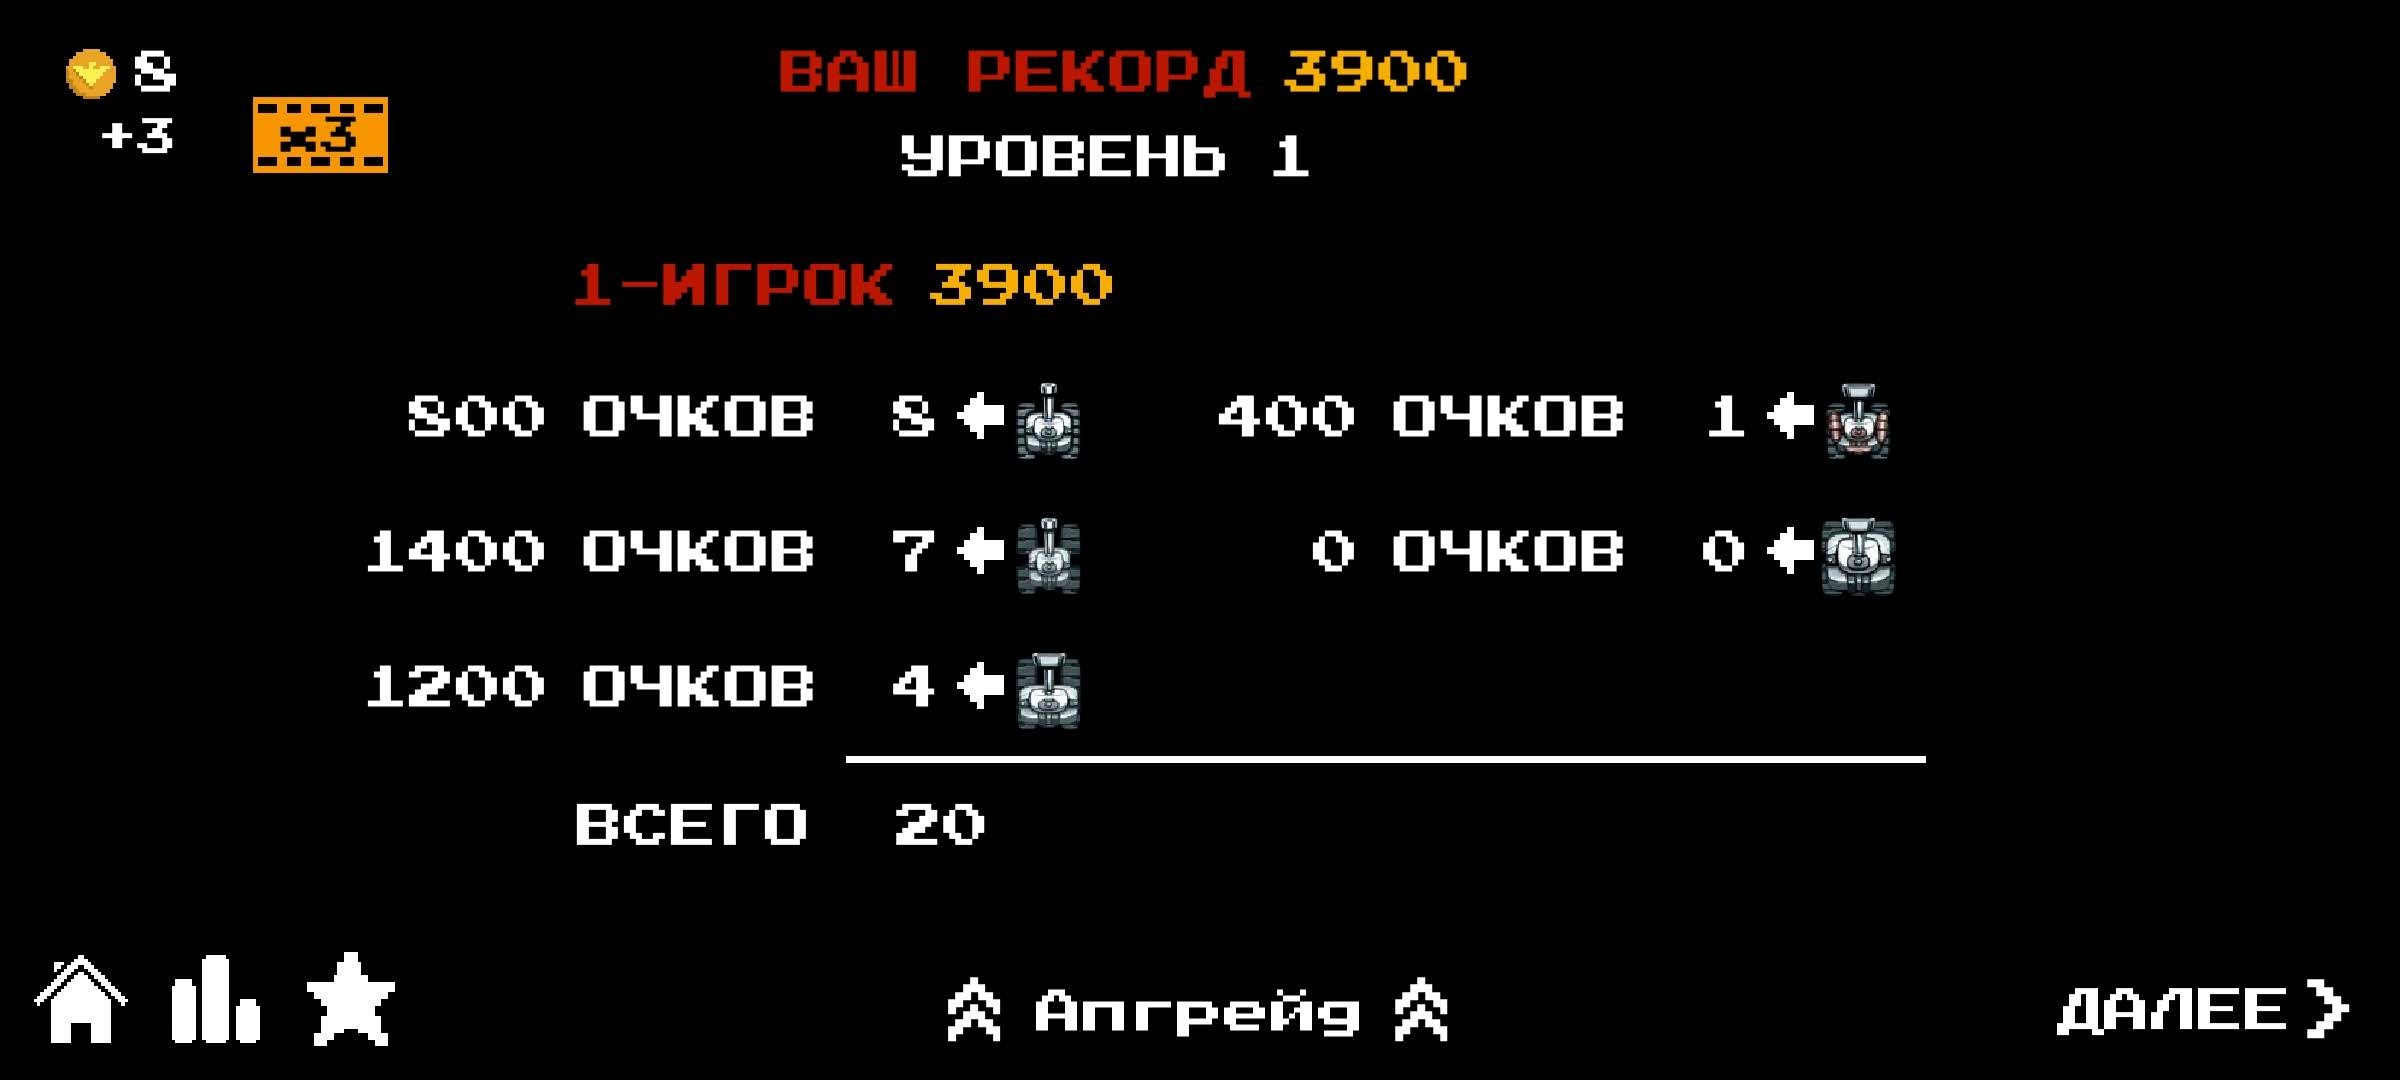 8
+3
x3
ВАШ РЕКОРД 3900
УРОВЕНЬ 1
1-ИГРОК 3900
800 ОЧКОВ 8
400 ОЧКОВ 1
1400 ОЧКОВ 7
0 ОЧКОВ 0
1200 ОЧКОВ 4
ВСЕГО 20
Апгрейд
ДАЛЕЕ